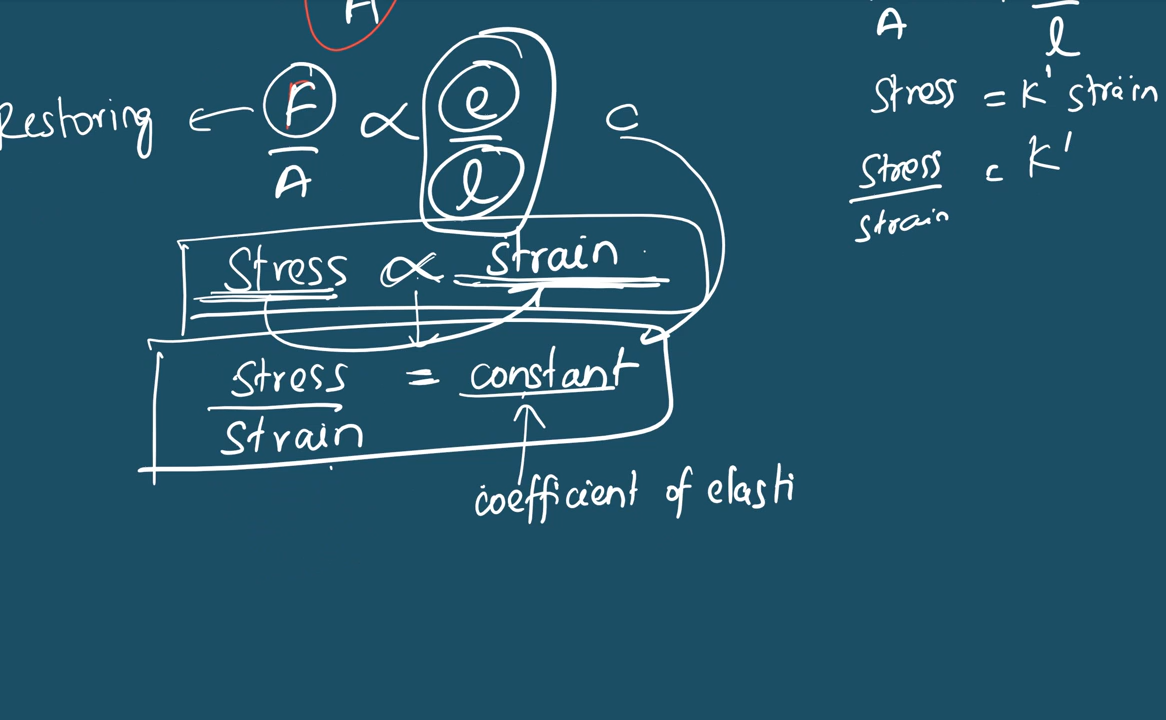 A
Restoring ← F/A ∝ e/l
Stress ∝ strain
Stress/Strain = constant
coefficient of elasti
A l
Stress = K' strain
Stress/Strain = K'